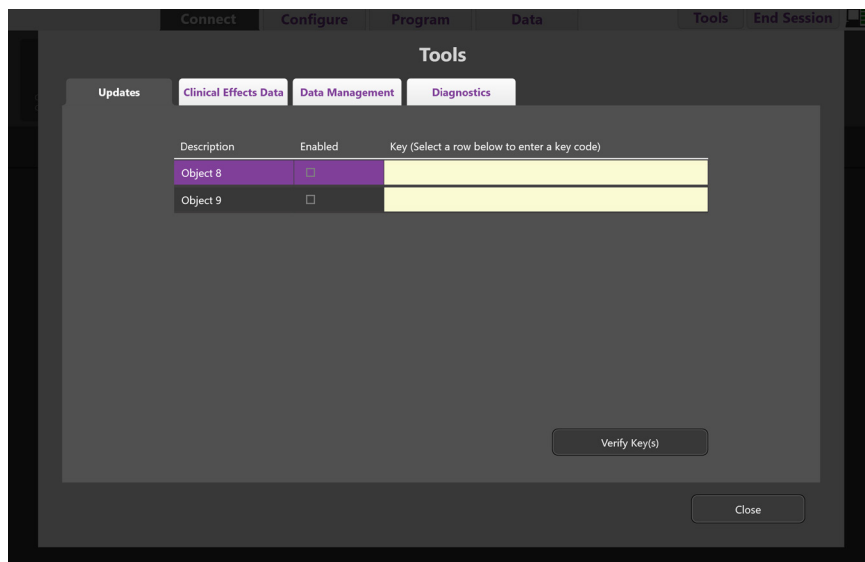 Connect Configure Program Data Tools End Session
Tools
Updates Clinical Effects Data Data Management Diagnostics
Description Enabled Key (Select a row below to enter a key code)
Object 8
Object 9
Verify Key(s)
Close